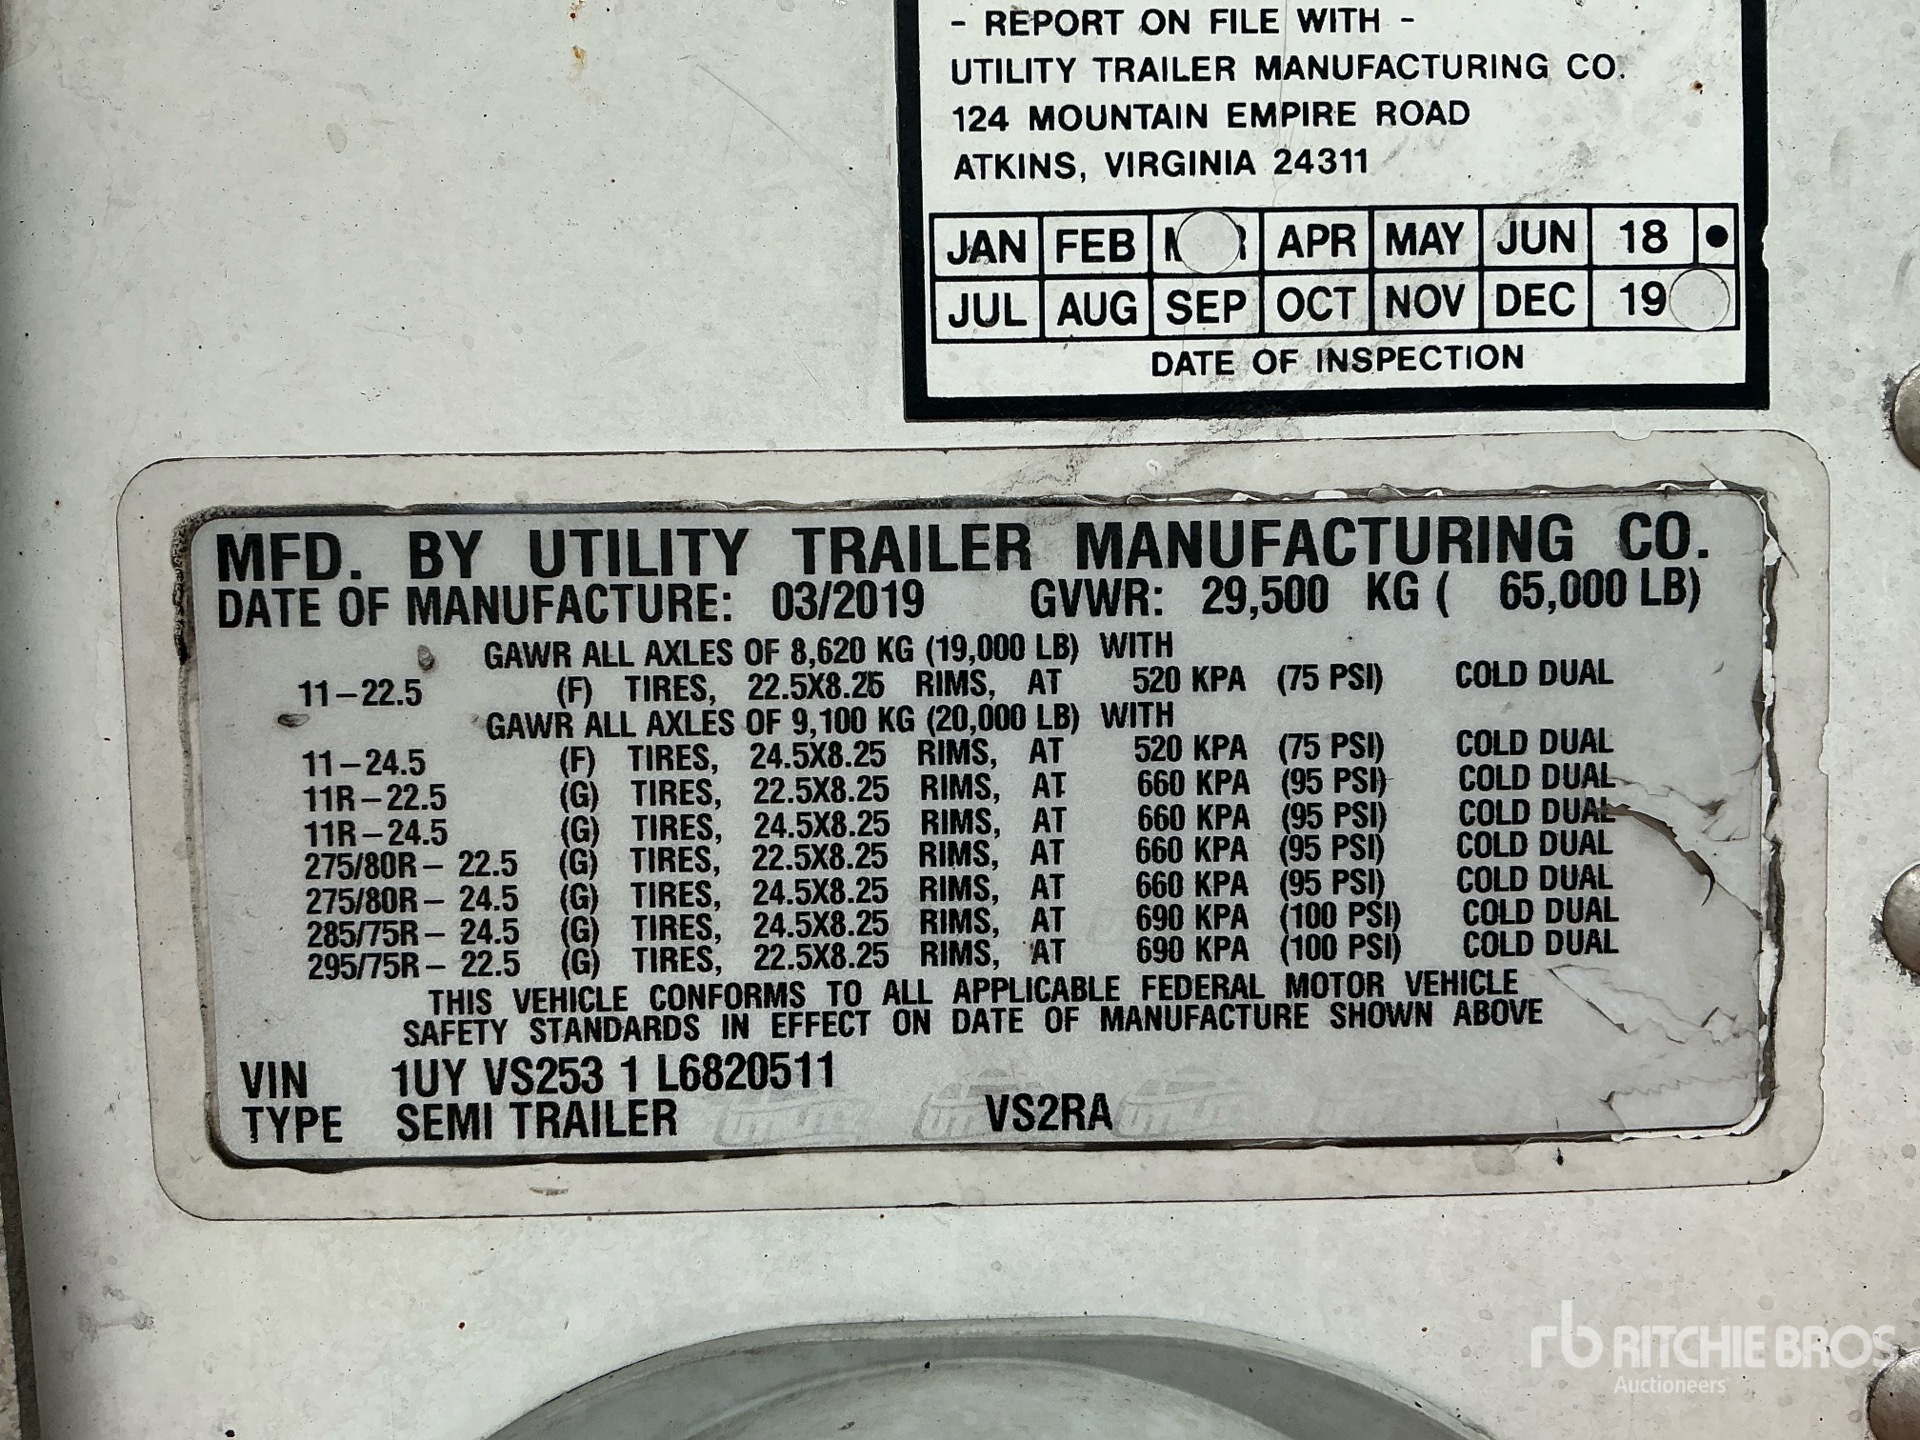 - REPORT ON FILE WITH -
UTILITY TRAILER MANUFACTURING CO.
124 MOUNTAIN EMPIRE ROAD
ATKINS, VIRGINIA 24311
JAN FEB APR MAY JUN 18 •
JUL AUG SEP OCT NOV DEC 19
DATE OF INSPECTION
MFD. BY UTILITY TRAILER MANUFACTURING CO.
DATE OF MANUFACTURE: 03/2019 GVWR: 29,500 KG ( 65,000 LB)
GAWR ALL AXLES OF 8,620 KG (19,000 LB) WITH
11-22.5 (F) TIRES, 22.5X8.25 RIMS, AT 520 KPA (75 PSI) COLD DUAL
GAWR ALL AXLES OF 9,100 KG (20,000 LB) WITH
11-24.5 (F) TIRES, 24.5X8.25 RIMS, AT 520 KPA (75 PSI) COLD DUAL
11R-22.5 (G) TIRES, 22.5X8.25 RIMS, AT 660 KPA (95 PSI) COLD DUAL
11R-24.5 (G) TIRES, 24.5X8.25 RIMS, AT 660 KPA (95 PSI) COLD DUAL
275/80R- 22.5 (G) TIRES, 22.5X8.25 RIMS, AT 660 KPA (95 PSI) COLD DUAL
275/80R- 24.5 (G) TIRES, 24.5X8.25 RIMS, AT 660 KPA (95 PSI) COLD DUAL
285/75R- 24.5 (G) TIRES, 24.5X8.25 RIMS, AT 690 KPA (100 PSI) COLD DUAL
295/75R- 22.5 (G) TIRES, 22.5X8.25 RIMS, AT 690 KPA (100 PSI) COLD DUAL
THIS VEHICLE CONFORMS TO ALL APPLICABLE FEDERAL MOTOR VEHICLE
SAFETY STANDARDS IN EFFECT ON DATE OF MANUFACTURE SHOWN ABOVE
VIN 1UY VS253 1 L6820511
TYPE SEMI TRAILER VS2RA
rb RITCHIE BROS
Auctioneers